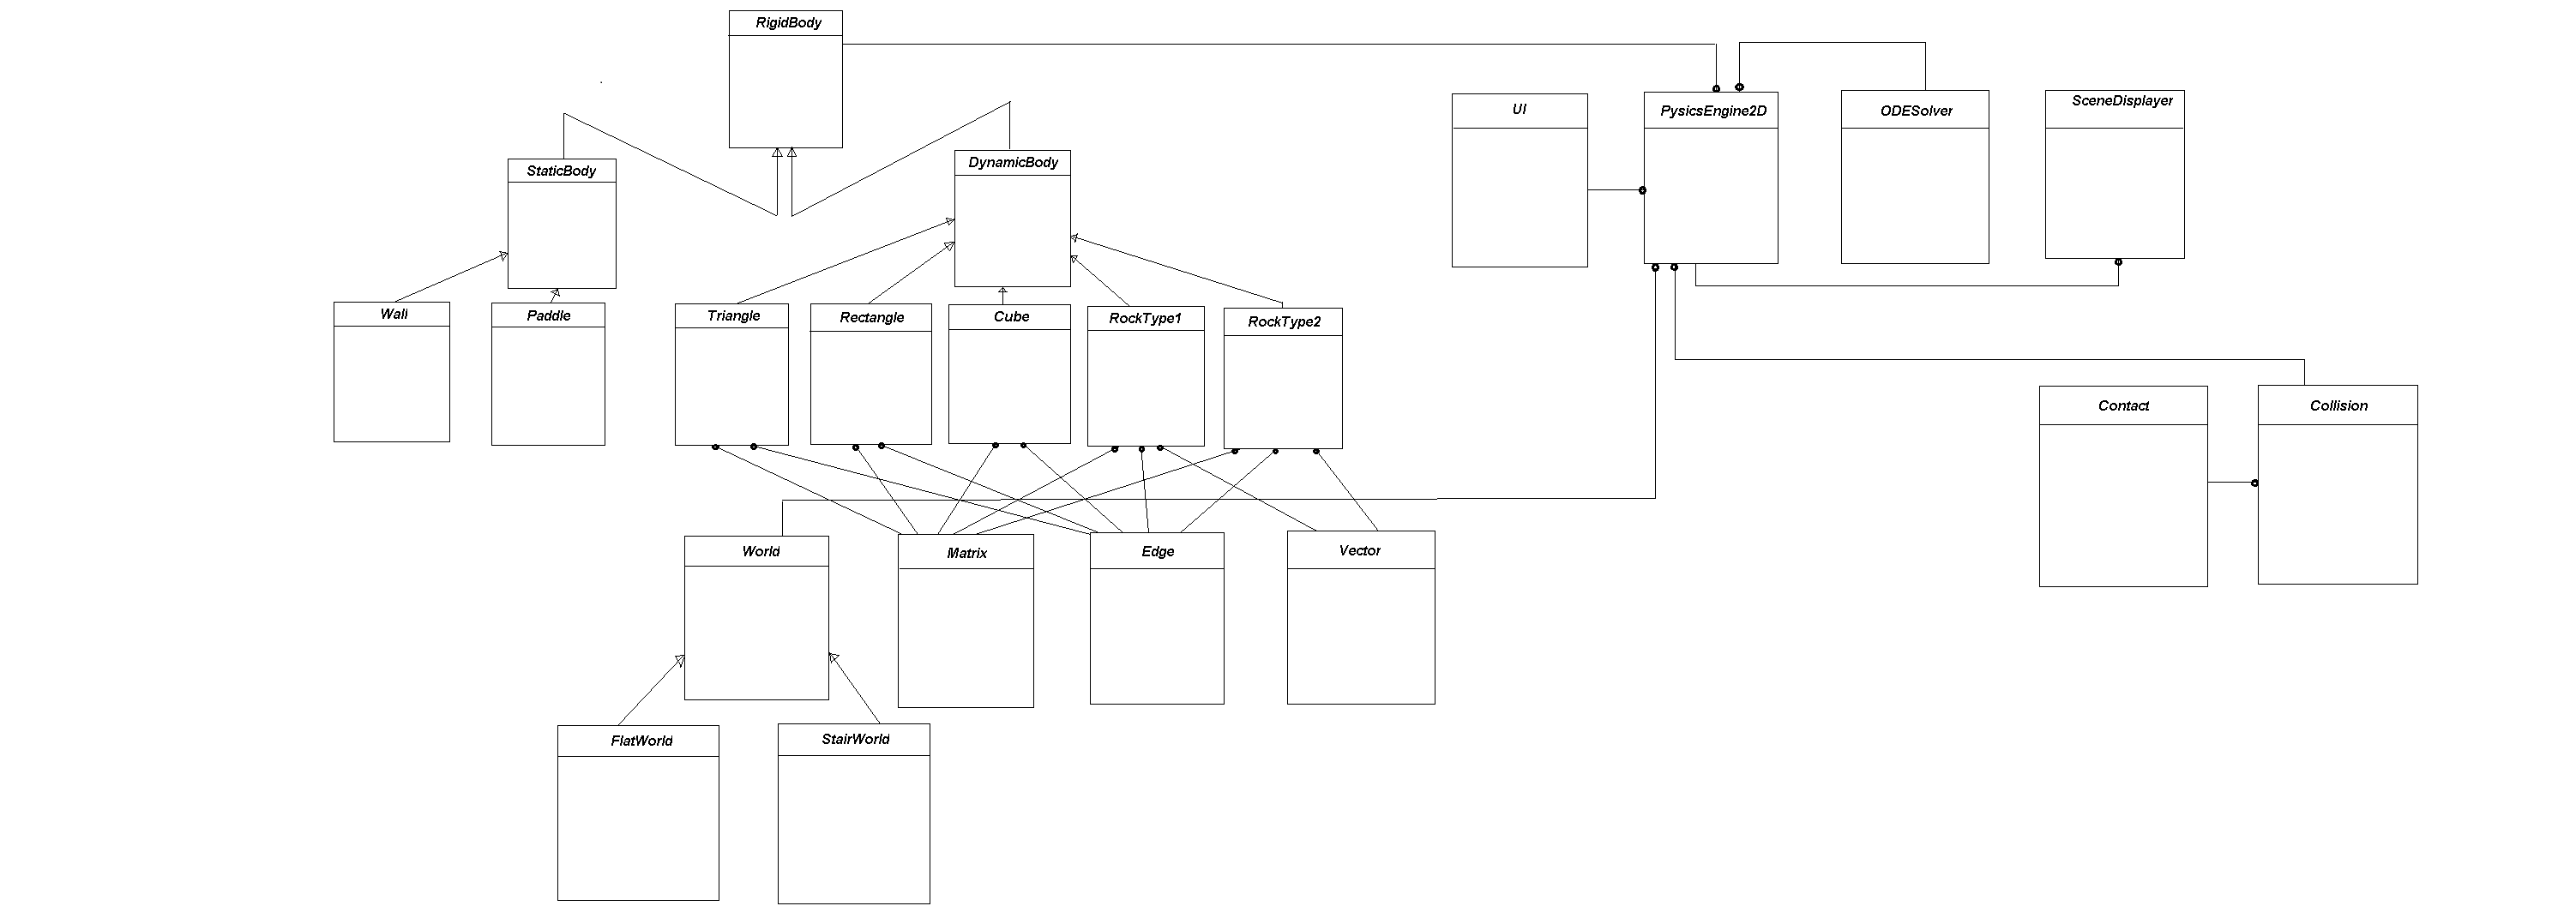 RigidBody
UI
PysicsEngine2D
ODESolver
SceneDisplayer
StaticBody
DynamicBody
Wall
Paddle
Triangle
Rectangle
Cube
RockType1
RockType2
Contact
Collision
World
Matrix
Edge
Vector
FlatWorld
StairWorld